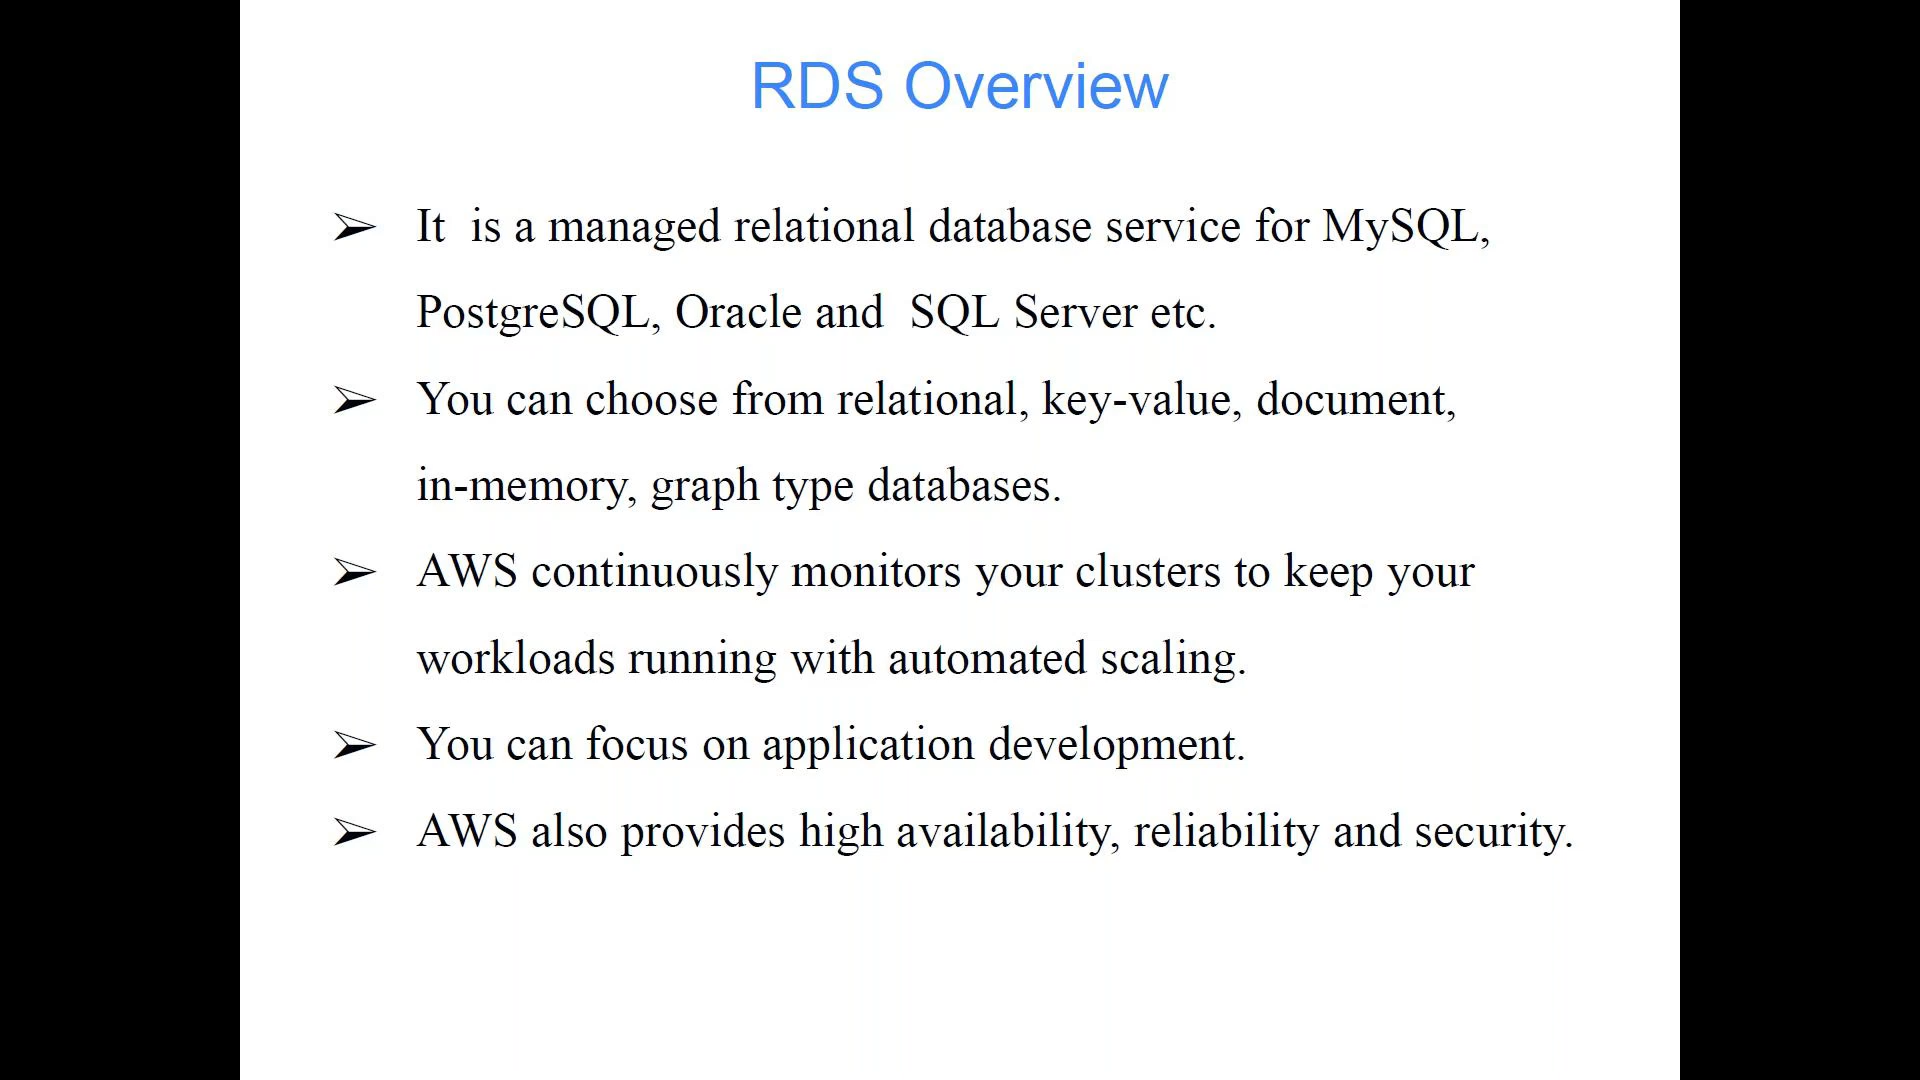 RDS Overview
➢ It  is a managed relational database service for MySQL,
PostgreSQL, Oracle and  SQL Server etc.
➢ You can choose from relational, key-value, document,
in-memory, graph type databases.
➢ AWS continuously monitors your clusters to keep your
workloads running with automated scaling.
➢ You can focus on application development.
➢ AWS also provides high availability, reliability and security.